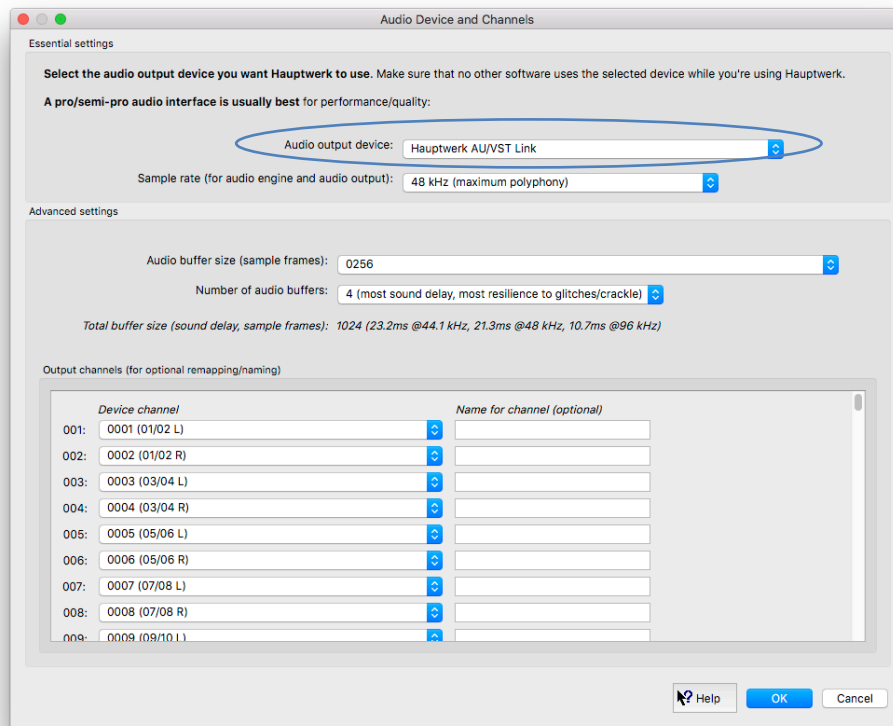 Audio Device and Channels
Essential settings
Select the audio output device you want Hauptwerk to use. Make sure that no other software uses the selected device while you're using Hauptwerk.
A pro/semi-pro audio interface is usually best for performance/quality:
Audio output device: Hauptwerk AU/VST Link
Sample rate (for audio engine and audio output): 48 kHz (maximum polyphony)
Advanced settings
Audio buffer size (sample frames): 0256
Number of audio buffers: 4 (most sound delay, most resilience to glitches/crackle)
Total buffer size (sound delay, sample frames): 1024 (23.2ms @44.1 kHz, 21.3ms @48 kHz, 10.7ms @96 kHz)
Output channels (for optional remapping/naming)
Device channel Name for channel (optional)
001: 0001 (01/02 L)
002: 0002 (01/02 R)
003: 0003 (03/04 L)
004: 0004 (03/04 R)
005: 0005 (05/06 L)
006: 0006 (05/06 R)
007: 0007 (07/08 L)
008: 0008 (07/08 R)
009: 0009 (09/10 L)
? Help OK Cancel